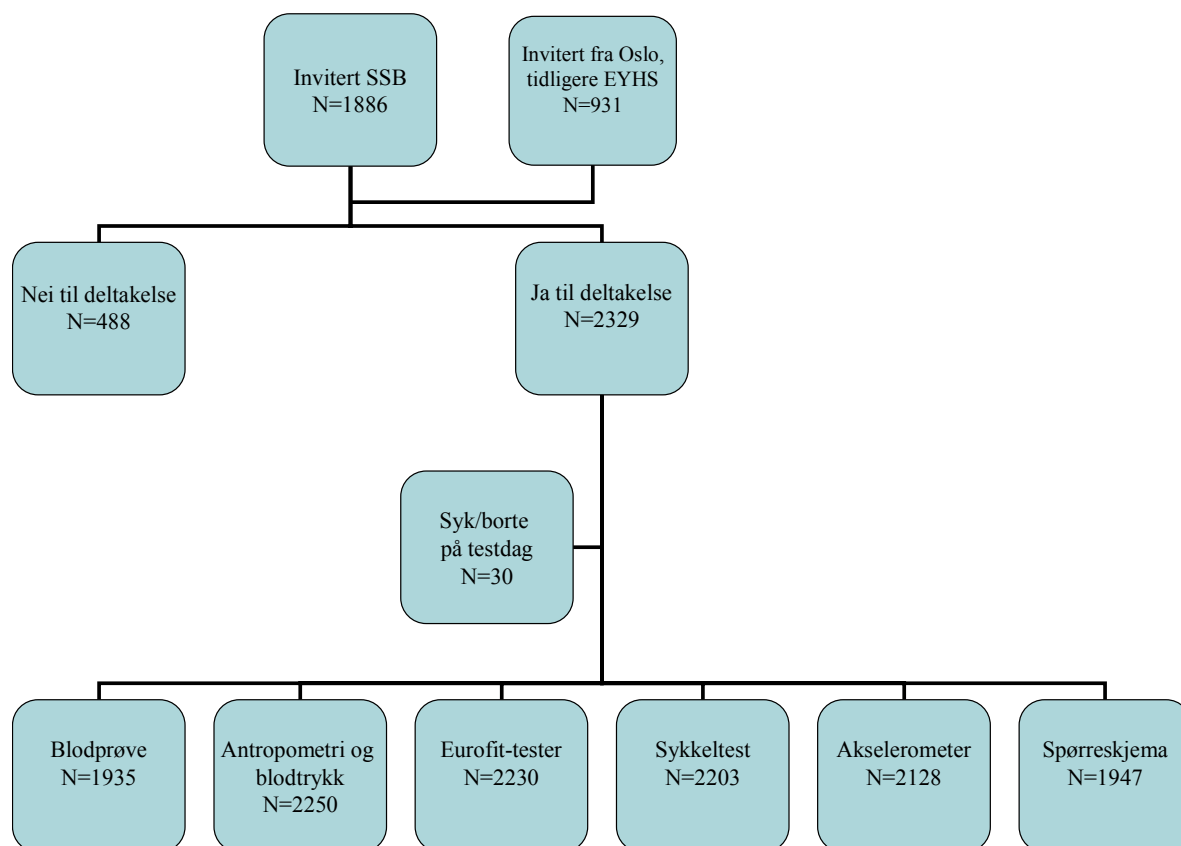 Invitert SSB
N=1886
Invitert fra Oslo,
tidligere EYHS
N=931
Nei til deltakelse
N=488
Ja til deltakelse
N=2329
Syk/borte
på testdag
N=30
Blodprøve
N=1935
Antropometri og
blodtrykk
N=2250
Eurofit-tester
N=2230
Sykkeltest
N=2203
Akselerometer
N=2128
Spørreskjema
N=1947